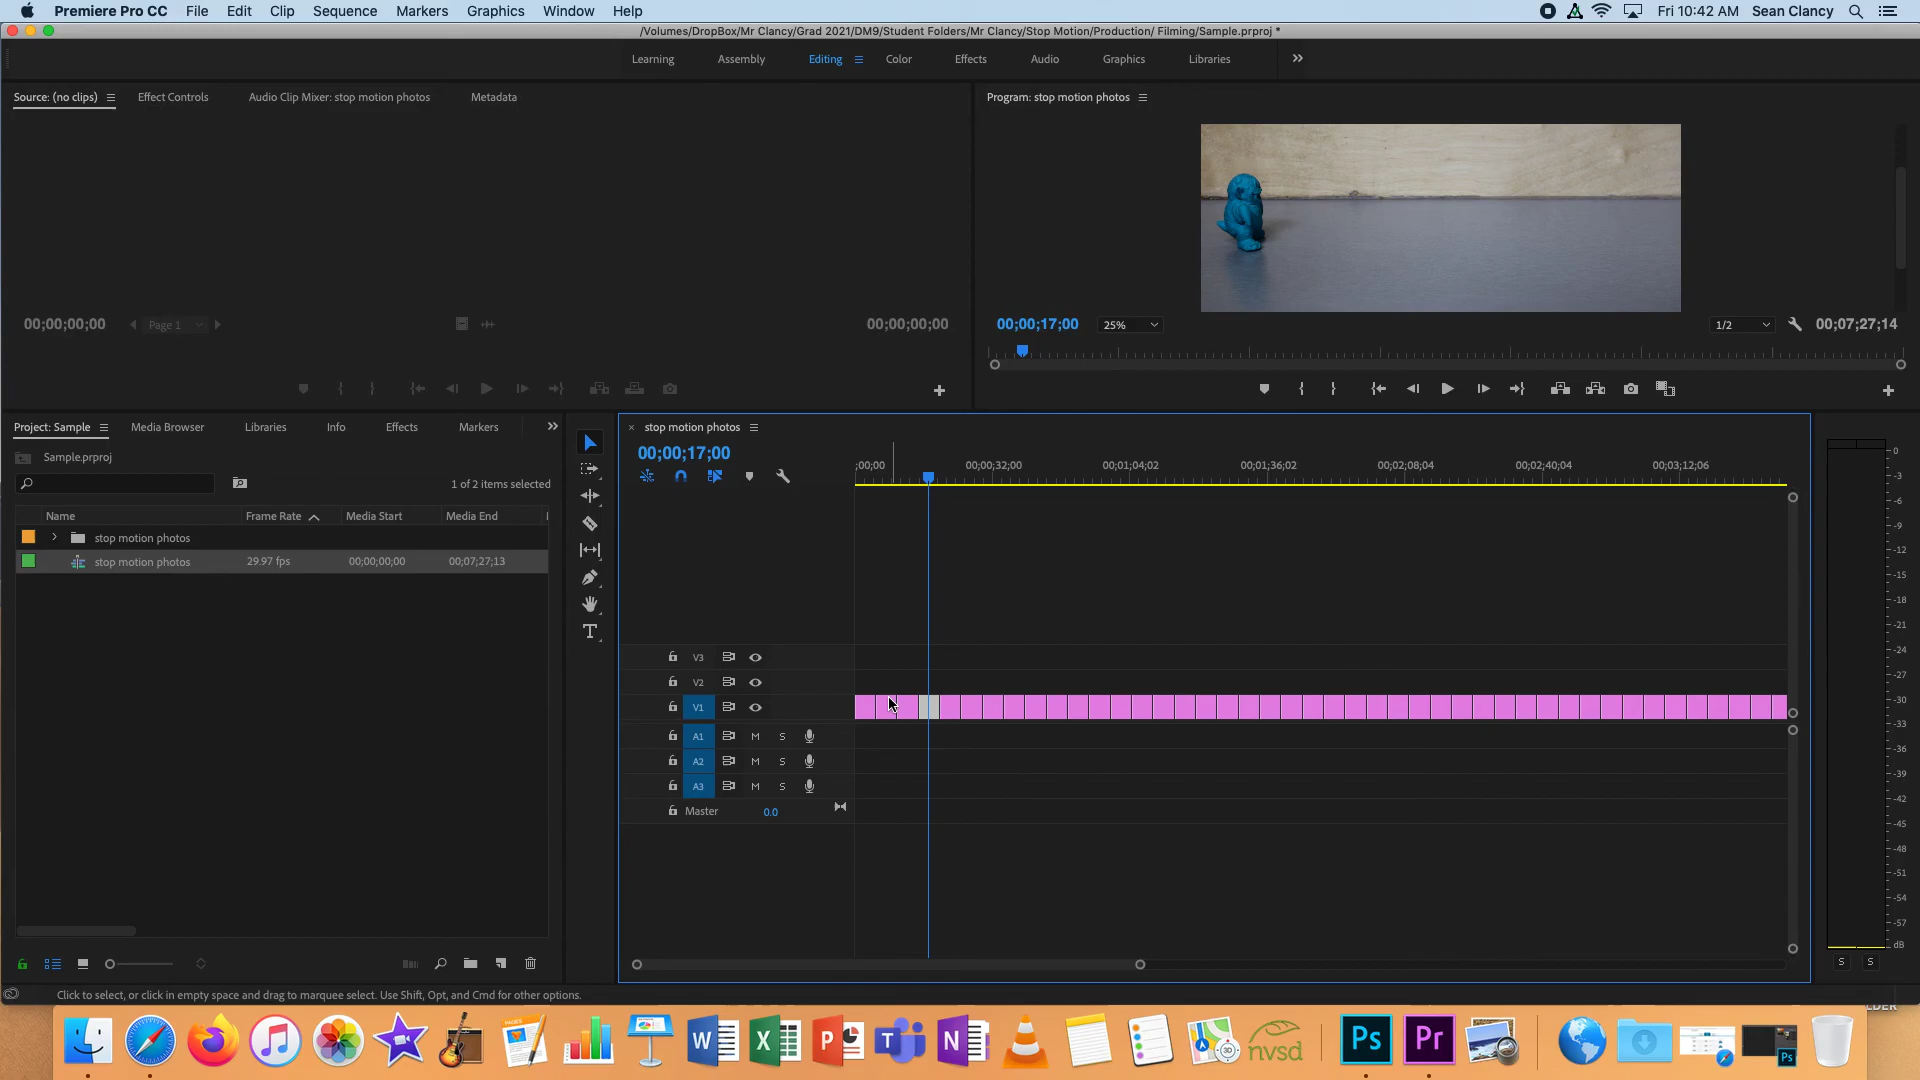 Premiere Pro CC File Edit Clip Sequence Markers Graphics Window Help Fri 10:42 AM Sean Clancy
/Volumes/DropBox/Mr Clancy/Grad 2021/DM9/Student Folders/Mr Clancy/Stop Motion/Production/ Filming/Sample.prproj *
Learning Assembly Editing Color Effects Audio Graphics Libraries
Source: (no clips) Effect Controls Audio Clip Mixer: stop motion photos Metadata
Program: stop motion photos
00;00;00;00 Page 1 00;00;00;00
00;00;17;00 25% 1/2 00;07;27;14
Project: Sample Media Browser Libraries Info Effects Markers
Sample.prproj
1 of 2 items selected
Name Frame Rate Media Start Media End
stop motion photos
stop motion photos 29.97 fps 00;00;00;00 00;07;27;13
stop motion photos
00;00;17;00
;00;00 00;00;32;00 00;01;04;02 00;01;36;02 00;02;08;04 00;02;40;04 00;03;12;06
V3
V2
V1
A1 M S
A2 M S
A3 M S
Master 0.0
T
0
-3
-6
-9
-12
-15
-18
-21
-24
-27
-30
-33
-36
-39
-42
-45
-48
-51
-54
-57
dB
S S
Click to select, or click in empty space and drag to marquee select. Use Shift, Opt, and Cmd for other options.
LDER
W X P T N nvsd Ps Pr Ps
3D